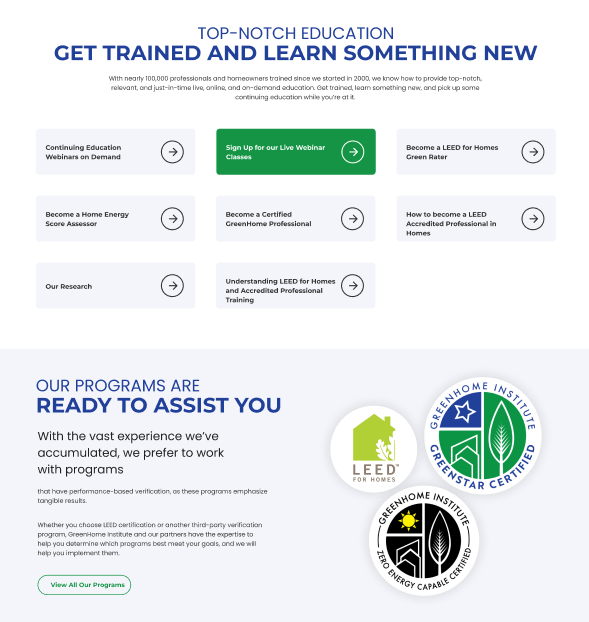 TOP-NOTCH EDUCATION
GET TRAINED AND LEARN SOMETHING NEW
With nearly 100,000 professionals and homeowners trained since we started in 2000, we know how to provide top-notch,
relevant, and just-in-time live, online, and on-demand education. Get trained, learn something new, and pick up some
continuing education while you're at it.
Continuing Education
Webinars on Demand
Sign Up for our Live Webinar
Classes
Become a LEED for Homes
Green Rater
Become a Home Energy
Score Assessor
Become a Certified
GreenHome Professional
How to become a LEED
Accredited Professional in
Homes
Our Research
Understanding LEED for Homes
and Accredited Professional
Training
OUR PROGRAMS ARE
READY TO ASSIST YOU
With the vast experience we've
accumulated, we prefer to work
with programs
that have performance-based verification, as these programs emphasize
tangible results.
Whether you choose LEED certification or another third-party verification
program, GreenHome Institute and our partners have the expertise to
help you determine which programs best meet your goals, and we will
help you implement them.
View All Our Programs
LEED™
FOR HOMES
GREENHOME INSTITUTE
GREENSTAR CERTIFIED
GREENHOME INSTITUTE
ZERO ENERGY CAPABLE CERTIFIED